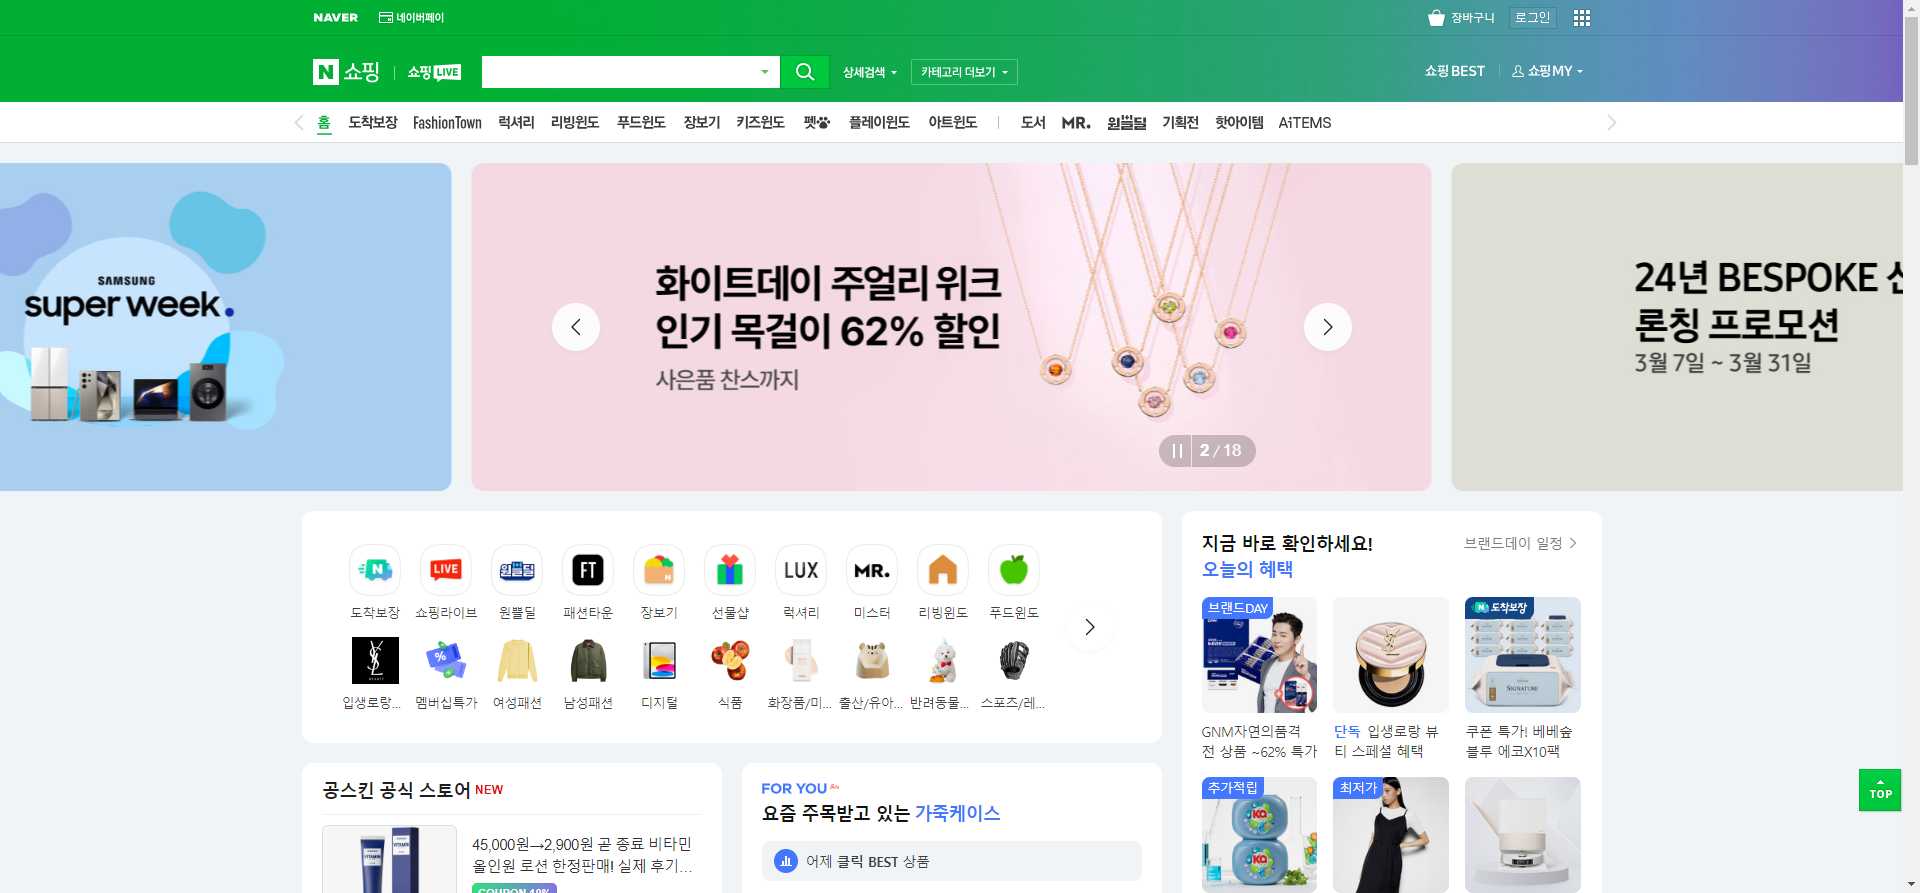 NAVER
네이버페이
장바구니
로그인
N 쇼핑
쇼핑 LIVE
상세검색
카테고리 더보기
쇼핑 BEST
쇼핑 MY
홈
도착보장
FashionTown
럭셔리
리빙윈도
푸드윈도
장보기
키즈윈도
펫
플레이윈도
아트윈도
도서
MR.
원쁠딜
기획전
핫아이템
AiTEMS
SAMSUNG
super week.
화이트데이 주얼리 위크
인기 목걸이 62% 할인
사은품 찬스까지
2 / 18
24년 BESPOKE 신
론칭 프로모션
3월 7일 ~ 3월 31일
N
LIVE
원쁠딜
FT
N
LUX
MR.
도착보장
쇼핑라이브
원쁠딜
패션타운
장보기
선물샵
럭셔리
미스터
리빙윈도
푸드윈도
%
입생로랑...
멤버십특가
여성패션
남성패션
디지털
식품
화장품/미...
출산/유아...
반려동물...
스포츠/레...
지금 바로 확인하세요!
오늘의 혜택
브랜드데이 일정
브랜드DAY
N 도착보장
SIGNATURE
GNM자연의품격
전 상품 ~62% 특가
단독 입생로랑 뷰
티 스페셜 혜택
쿠폰 특가! 베베숲
블루 에코X10팩
추가적립
최저가
공스킨 공식 스토어 NEW
VITAMIN
45,000원→2,900원 곧 종료 비타민
올인원 로션 한정판매! 실제 후기...
COUPON 10%
FOR YOU
요즘 주목받고 있는 가죽케이스
어제 클릭 BEST 상품
TOP